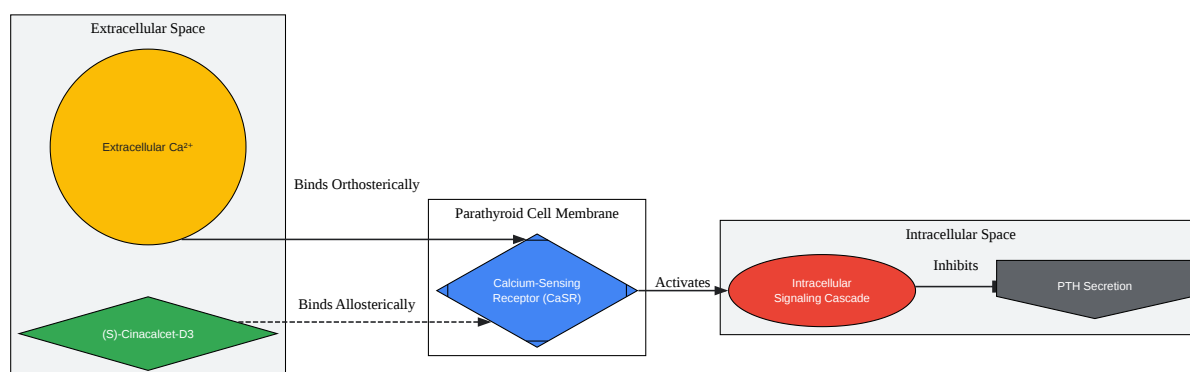 Extracellular Space
Extracellular Ca²⁺
Binds Orthosterically
(S)-Cinacalcet-D3
Binds Allosterically
Parathyroid Cell Membrane
Calcium-Sensing
Receptor (CaSR)
Activates
Intracellular Space
Intracellular
Signaling Cascade
Inhibits
PTH Secretion